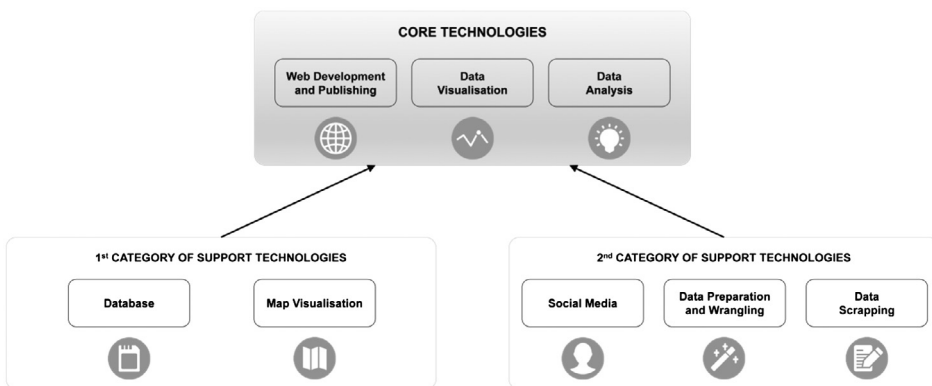 CORE TECHNOLOGIES
Web Development
and Publishing
Data
Visualisation
Data
Analysis
1st CATEGORY OF SUPPORT TECHNOLOGIES
Database
Map Visualisation
2nd CATEGORY OF SUPPORT TECHNOLOGIES
Social Media
Data Preparation
and Wrangling
Data
Scrapping